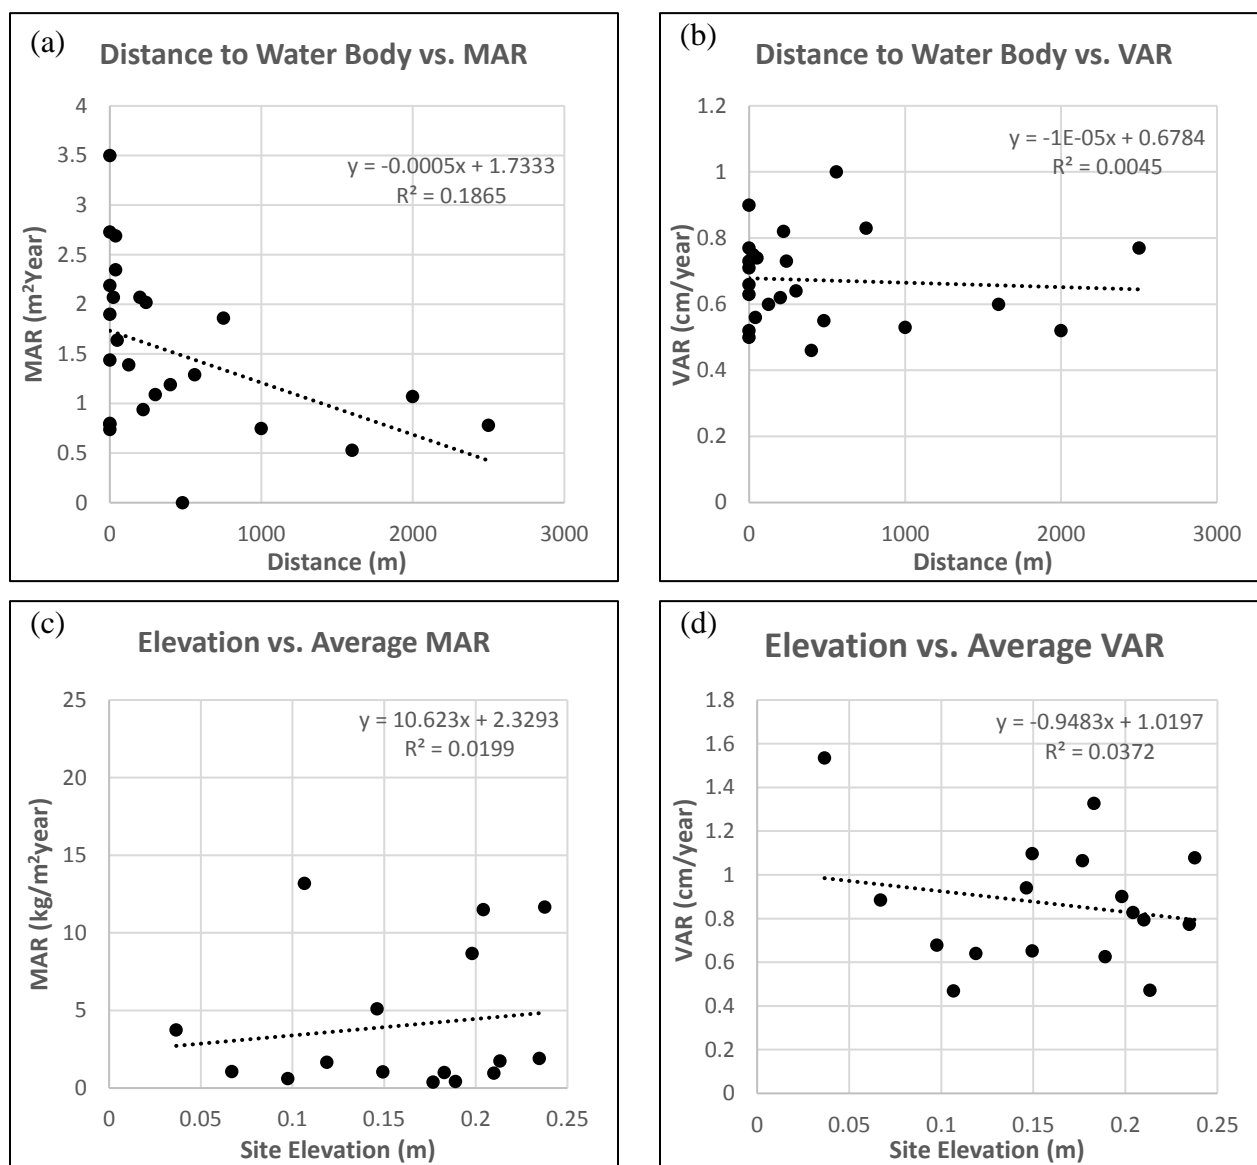 (a)
Distance to Water Body vs. MAR
4
3.5
3
2.5
2
1.5
1
0.5
0
MAR (m²Year)
y = -0.0005x + 1.7333
R² = 0.1865
0 1000 2000 3000
Distance (m)
(b)
Distance to Water Body vs. VAR
1.2
1
0.8
0.6
0.4
0.2
0
VAR (cm/year)
y = -1E-05x + 0.6784
R² = 0.0045
0 1000 2000 3000
Distance (m)
(c)
Elevation vs. Average MAR
25
20
15
10
5
0
MAR (kg/m²year)
y = 10.623x + 2.3293
R² = 0.0199
0 0.05 0.1 0.15 0.2 0.25
Site Elevation (m)
(d)
Elevation vs. Average VAR
1.8
1.6
1.4
1.2
1
0.8
0.6
0.4
0.2
0
VAR (cm/year)
y = -0.9483x + 1.0197
R² = 0.0372
0 0.05 0.1 0.15 0.2 0.25
Site Elevation (m)